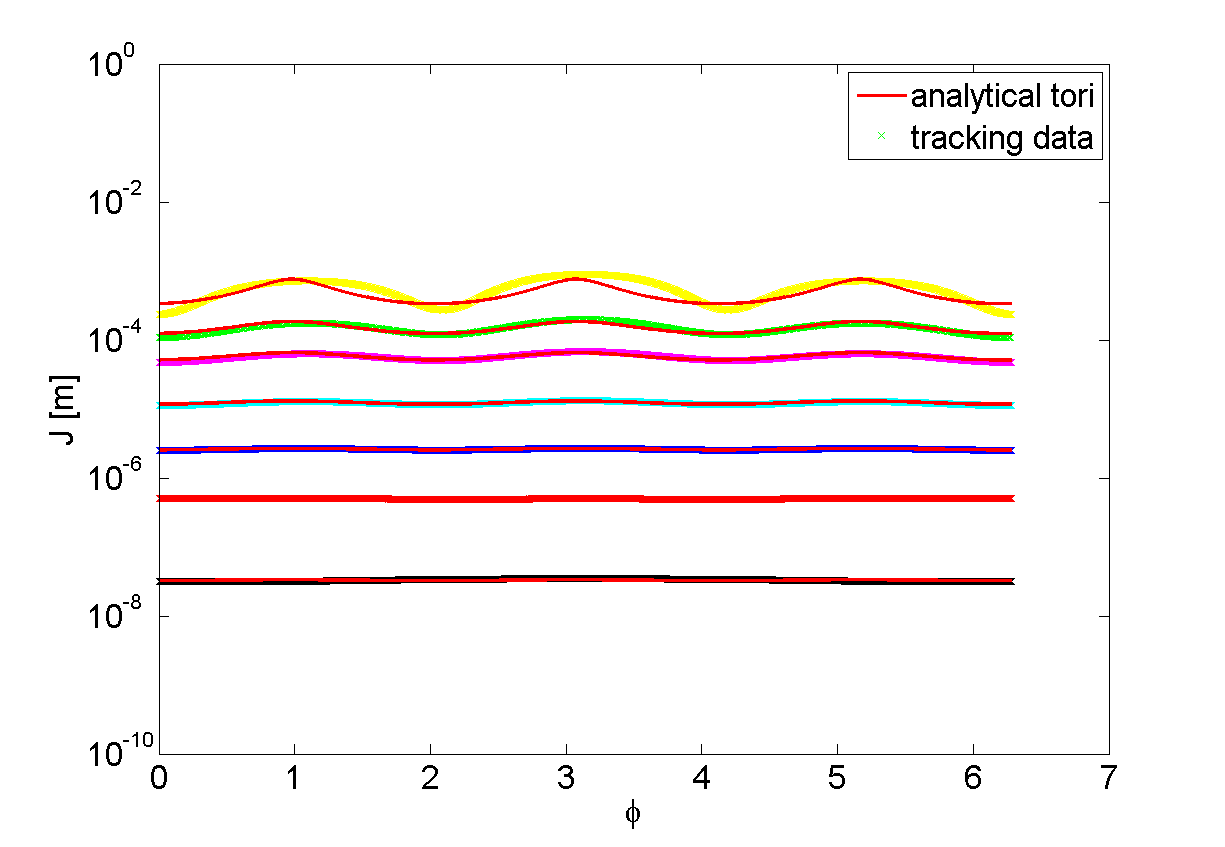 10^0
analytical tori
tracking data
10^-2
10^-4
J [m]
10^-6
10^-8
10^-10
0 1 2 3 4 5 6 7
ϕ